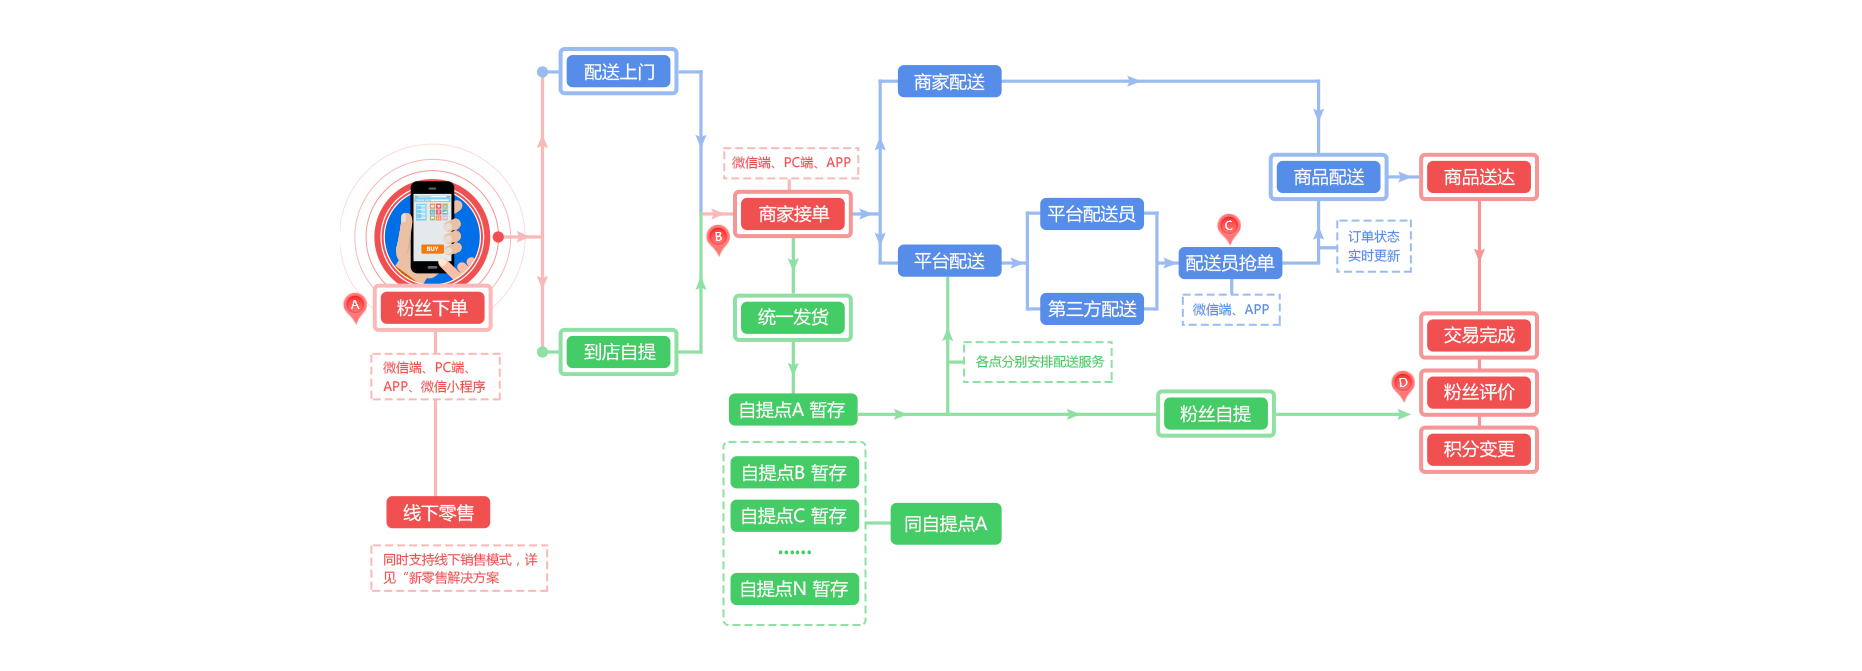 配送上门
商家配送
微信端、PC端、APP
商品配送
商品送达
BUY
商家接单
平台配送员
B
C
订单状态
实时更新
平台配送
配送员抢单
A
粉丝下单
统一发货
第三方配送
微信端、APP
到店自提
交易完成
微信端、PC端、
APP、微信小程序
各点分别安排配送服务
D
粉丝评价
自提点A 暂存
粉丝自提
积分变更
自提点B 暂存
线下零售
自提点C 暂存
同自提点A
······
同时支持线下销售模式，详
见“新零售解决方案
自提点N 暂存